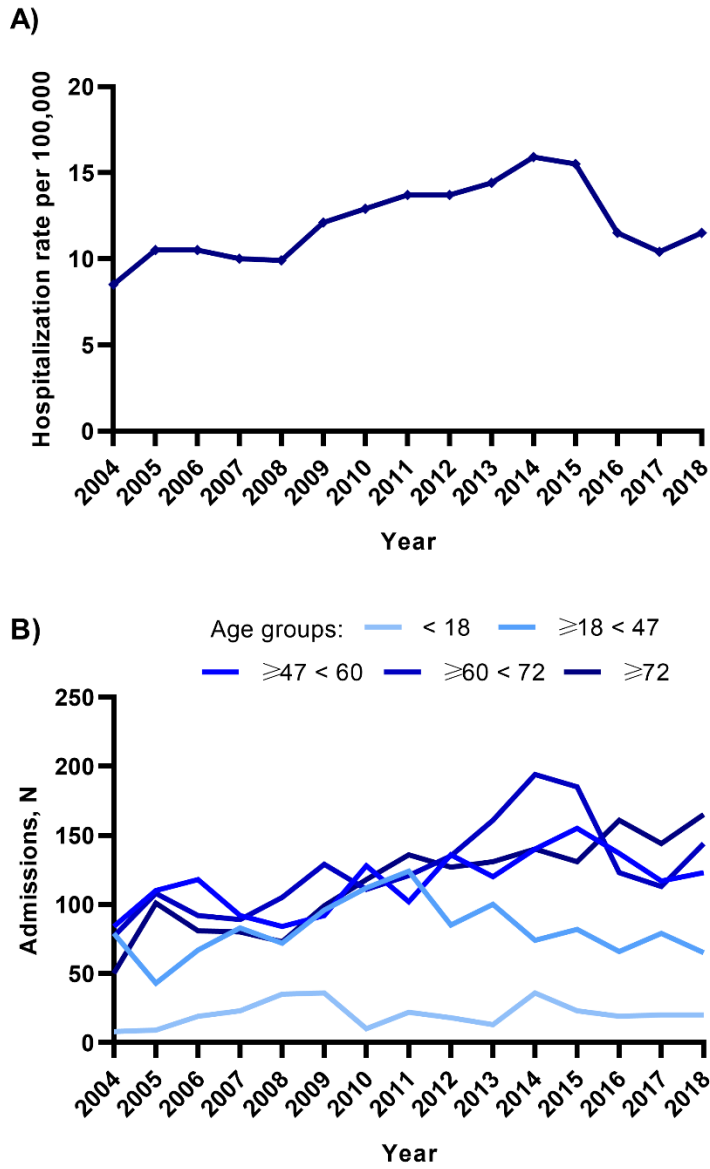 A)
Hospitalization rate per 100,000
20
15
10
5
0
2004 2005 2006 2007 2008 2009 2010 2011 2012 2013 2014 2015 2016 2017 2018
Year
B)
Age groups: < 18 ⩾18 < 47
⩾47 < 60 ⩾60 < 72 ⩾72
Admissions, N
250
200
150
100
50
0
2004 2005 2006 2007 2008 2009 2010 2011 2012 2013 2014 2015 2016 2017 2018
Year